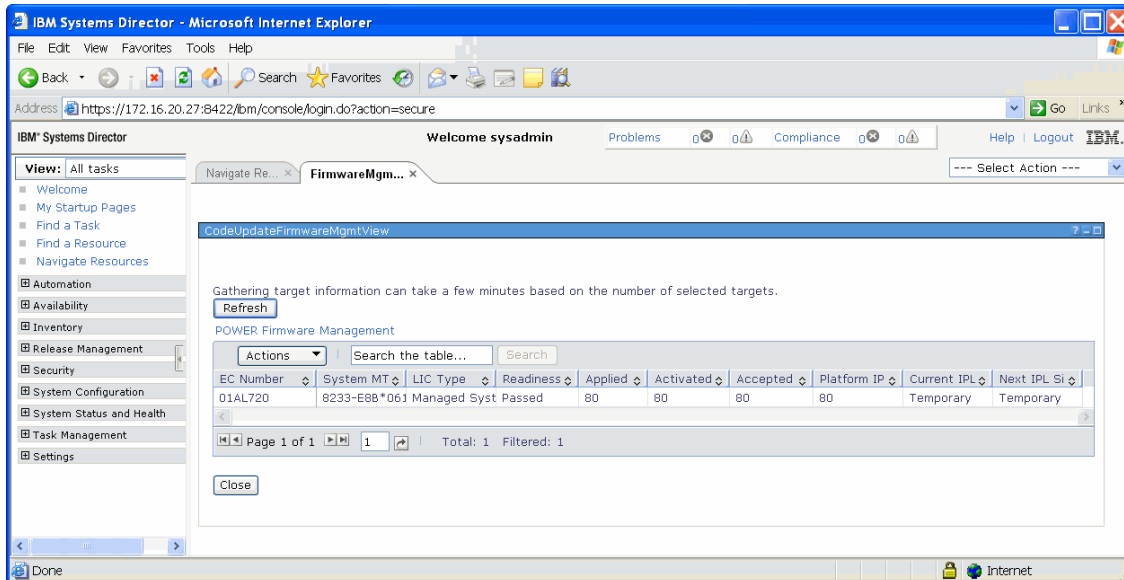 IBM Systems Director - Microsoft Internet Explorer
File Edit View Favorites Tools Help
Back Search Favorites
Address https://172.16.20.27:8422/ibm/console/login.do?action=secure Go Links
IBM® Systems Director Welcome sysadmin Problems 0 0 Compliance 0 0 Help | Logout IBM.
View: All tasks
Navigate Re... × FirmwareMgm... × --- Select Action ---
Welcome
My Startup Pages
Find a Task
Find a Resource
Navigate Resources
Automation
Availability
Inventory
Release Management
Security
System Configuration
System Status and Health
Task Management
Settings
CodeUpdateFirmwareMgmtView
Gathering target information can take a few minutes based on the number of selected targets.
Refresh
POWER Firmware Management
Actions Search the table... Search
EC Number System MT LIC Type Readiness Applied Activated Accepted Platform IP Current IPL Next IPL Si
01AL720 8233-E8B*061 Managed Syst Passed 80 80 80 80 Temporary Temporary
Page 1 of 1 1 Total: 1 Filtered: 1
Close
Done Internet